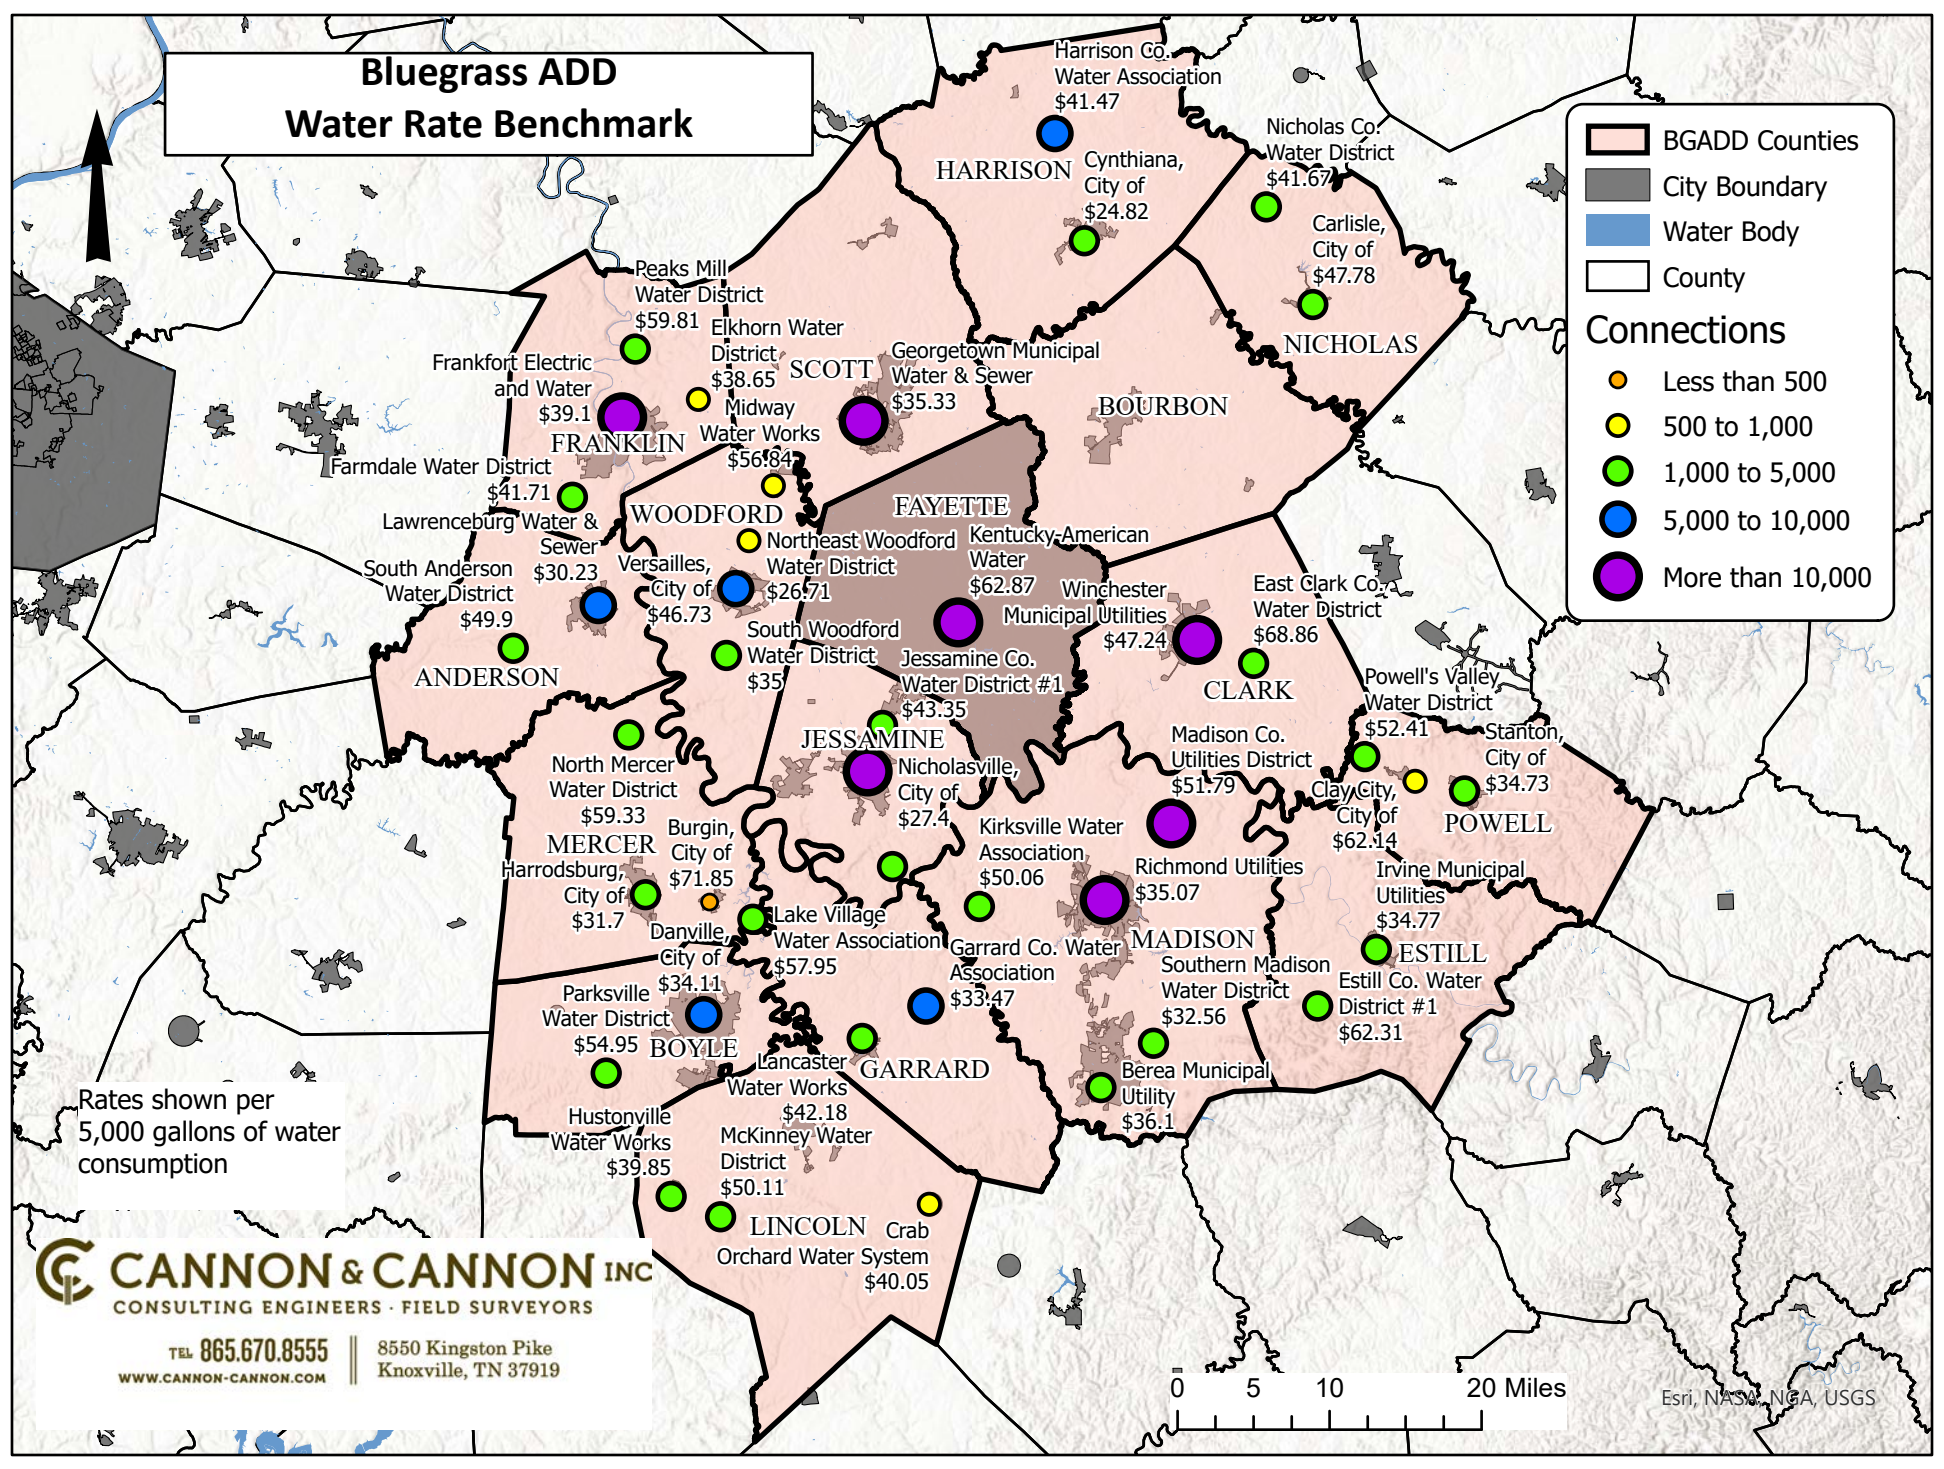 Bluegrass ADD
Water Rate Benchmark
Harrison Co.
Water Association
$41.47
HARRISON
Cynthiana,
City of
$24.82
Nicholas Co.
Water District
$41.67
Carlisle,
City of
$47.78
NICHOLAS
BGADD Counties
City Boundary
Water Body
County
Connections
Less than 500
500 to 1,000
1,000 to 5,000
5,000 to 10,000
More than 10,000
Peaks Mill
Water District
$59.81
Elkhorn Water
District
$38.65
Frankfort Electric
and Water
$39.1
FRANKLIN
SCOTT
Georgetown Municipal
Water & Sewer
$35.33
BOURBON
Midway
Water Works
$56.84
Farmdale Water District
$41.71
WOODFORD
FAYETTE
Lawrenceburg Water &
Sewer
$30.23
Northeast Woodford
Water District
$26.71
Kentucky-American
Water
$62.87
Versailles,
City of
$46.73
South Anderson
Water District
$49.9
ANDERSON
South Woodford
Water District
$35
Winchester
Municipal Utilities
$47.24
East Clark Co.
Water District
$68.86
CLARK
Jessamine Co.
Water District #1
$43.35
JESSAMINE
Nicholasville,
City of
$27.4
Powell's Valley
Water District
$52.41
Stanton,
City of
$34.73
Clay City,
City of
$62.14
POWELL
Madison Co.
Utilities District
$51.79
North Mercer
Water District
$59.33
MERCER
Burgin,
City of
$71.85
Harrodsburg,
City of
$31.7
Kirksville Water
Association
$50.06
Richmond Utilities
$35.07
MADISON
Irvine Municipal
Utilities
$34.77
ESTILL
Lake Village
Water Association
$57.95
Danville,
City of
$34.11
Garrard Co. Water
Association
$33.47
Southern Madison
Water District
$32.56
Estill Co. Water
District #1
$62.31
Parksville
Water District
$54.95
BOYLE
Lancaster
Water Works
$42.18
GARRARD
Berea Municipal
Utility
$36.1
Rates shown per
5,000 gallons of water
consumption
Hustonville
Water Works
$39.85
McKinney Water
District
$50.11
LINCOLN
Crab
Orchard Water System
$40.05
CANNON & CANNON INC
CONSULTING ENGINEERS · FIELD SURVEYORS
TEL 865.670.8555
WWW.CANNON-CANNON.COM
8550 Kingston Pike
Knoxville, TN 37919
0 5 10 20 Miles
Esri, NASA, NGA, USGS